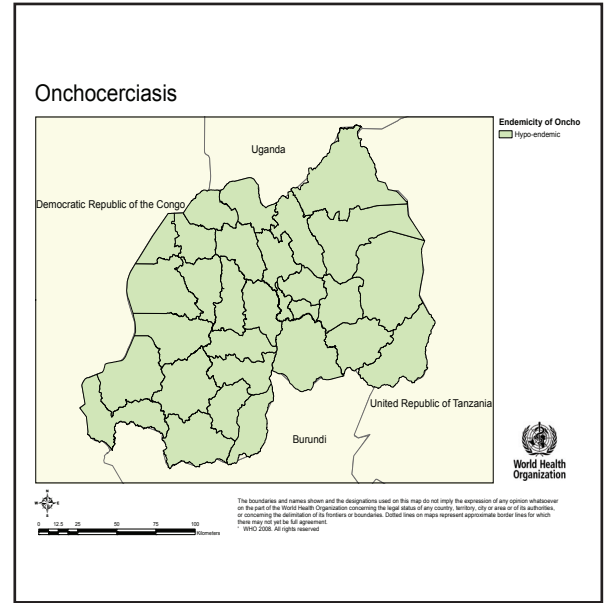 Onchocerciasis
Endemicity of Oncho
Hypo-endemic
Uganda
Democratic Republic of the Congo
United Republic of Tanzania
Burundi
World Health
Organization
N
W
E
S
0 12.5 25 50 75 100
Kilometers
The boundaries and names shown and the designations used on this map do not imply the expression of any opinion whatsoever
on the part of the World Health Organization concerning the legal status of any country, territory, city or area or of its authorities,
or concerning the delimitation of its frontiers or boundaries. Dotted lines on maps represent approximate border lines for which
there may not yet be full agreement.
WHO 2008. All rights reserved